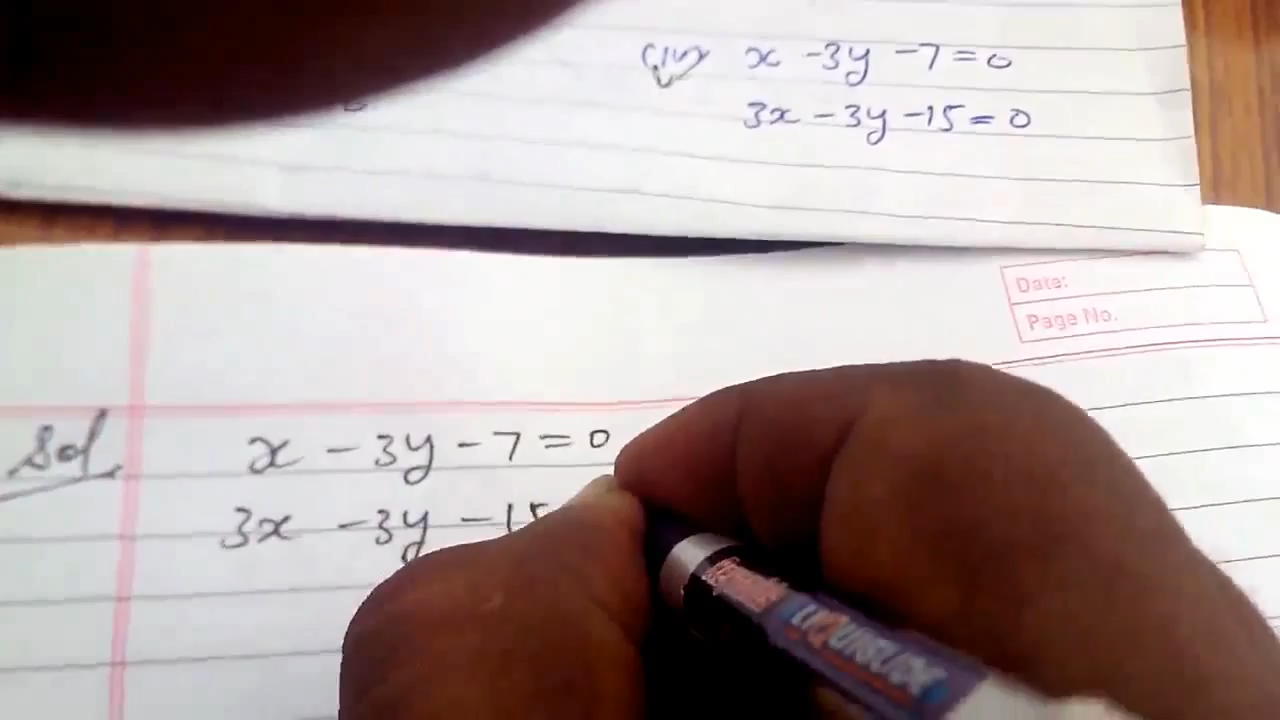 (iv) x - 3y - 7 = 0
3x - 3y - 15 = 0
Date:
Page No.
Sol. x - 3y - 7 = 0
3x - 3y - 15